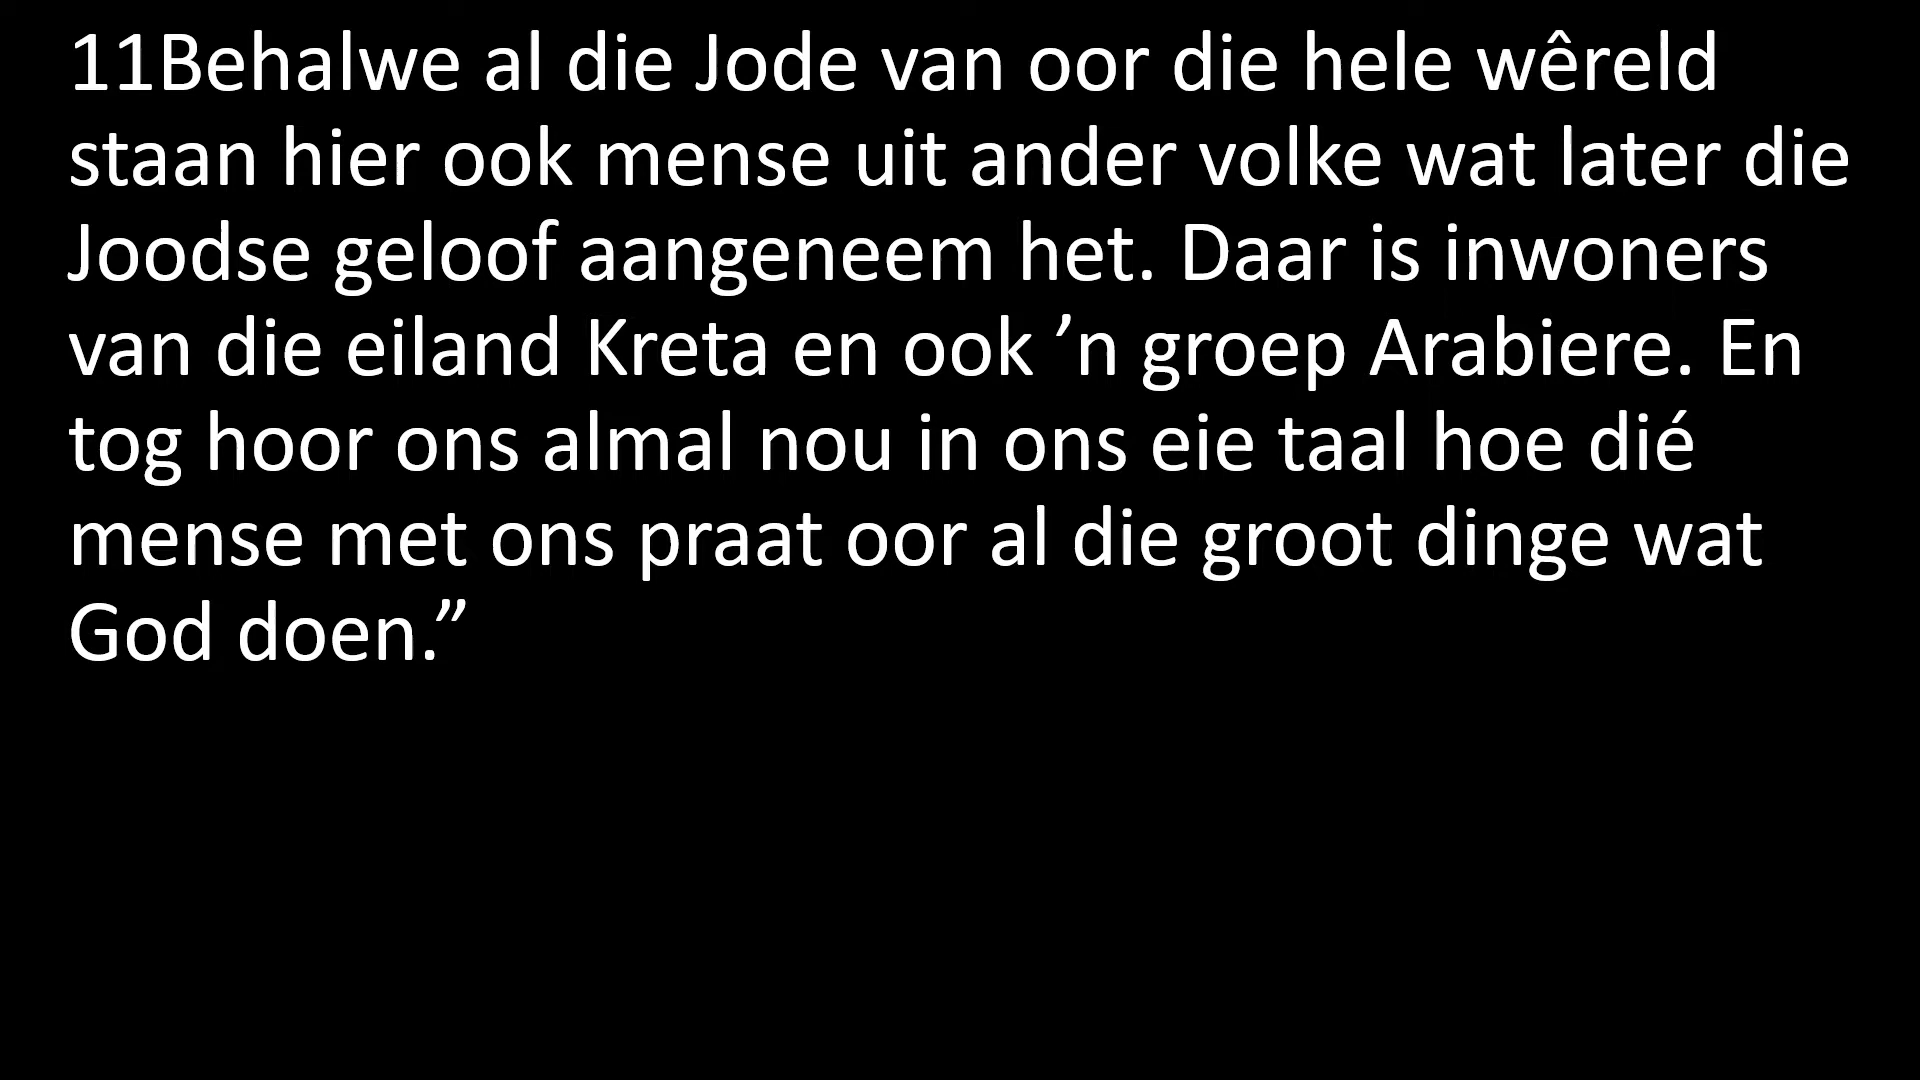 11Behalwe al die Jode van oor die hele wêreld
staan hier ook mense uit ander volke wat later die
Joodse geloof aangeneem het. Daar is inwoners
van die eiland Kreta en ook ’n groep Arabiere. En
tog hoor ons almal nou in ons eie taal hoe dié
mense met ons praat oor al die groot dinge wat
God doen.”